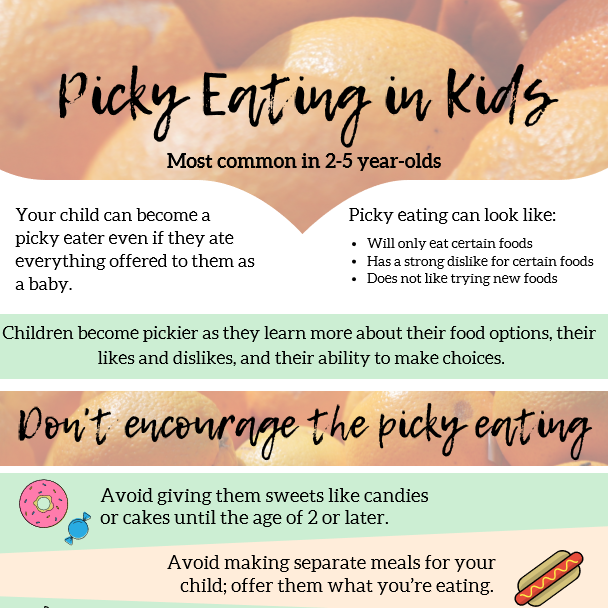 Picky Eating in Kids
Most common in 2-5 year-olds
Your child can become a
picky eater even if they ate
everything offered to them as
a baby.
Picky eating can look like:
• Will only eat certain foods
• Has a strong dislike for certain foods
• Does not like trying new foods
Children become pickier as they learn more about their food options, their
likes and dislikes, and their ability to make choices.
Don't encourage the picky eating
Avoid giving them sweets like candies
or cakes until the age of 2 or later.
Avoid making separate meals for your
child; offer them what you’re eating.